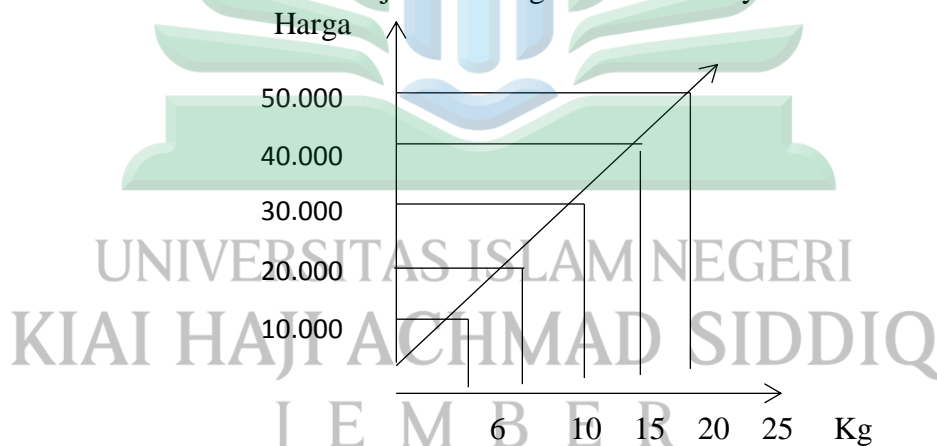 Harga
50.000
40.000
30.000
20.000
10.000
UNIVERSITAS ISLAM NEGERI
KIAI HAJI ACHMAD SIDDIQ
J E M B E R
6 10 15 20 25 Kg